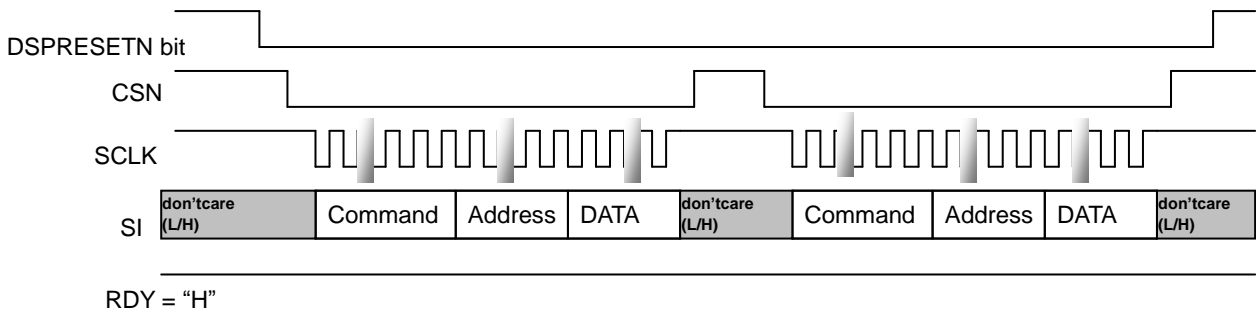 DSPRESETN bit
CSN
SCLK
SI
don'tcare (L/H)
Command
Address
DATA
don'tcare (L/H)
Command
Address
DATA
don'tcare (L/H)
RDY = “H”